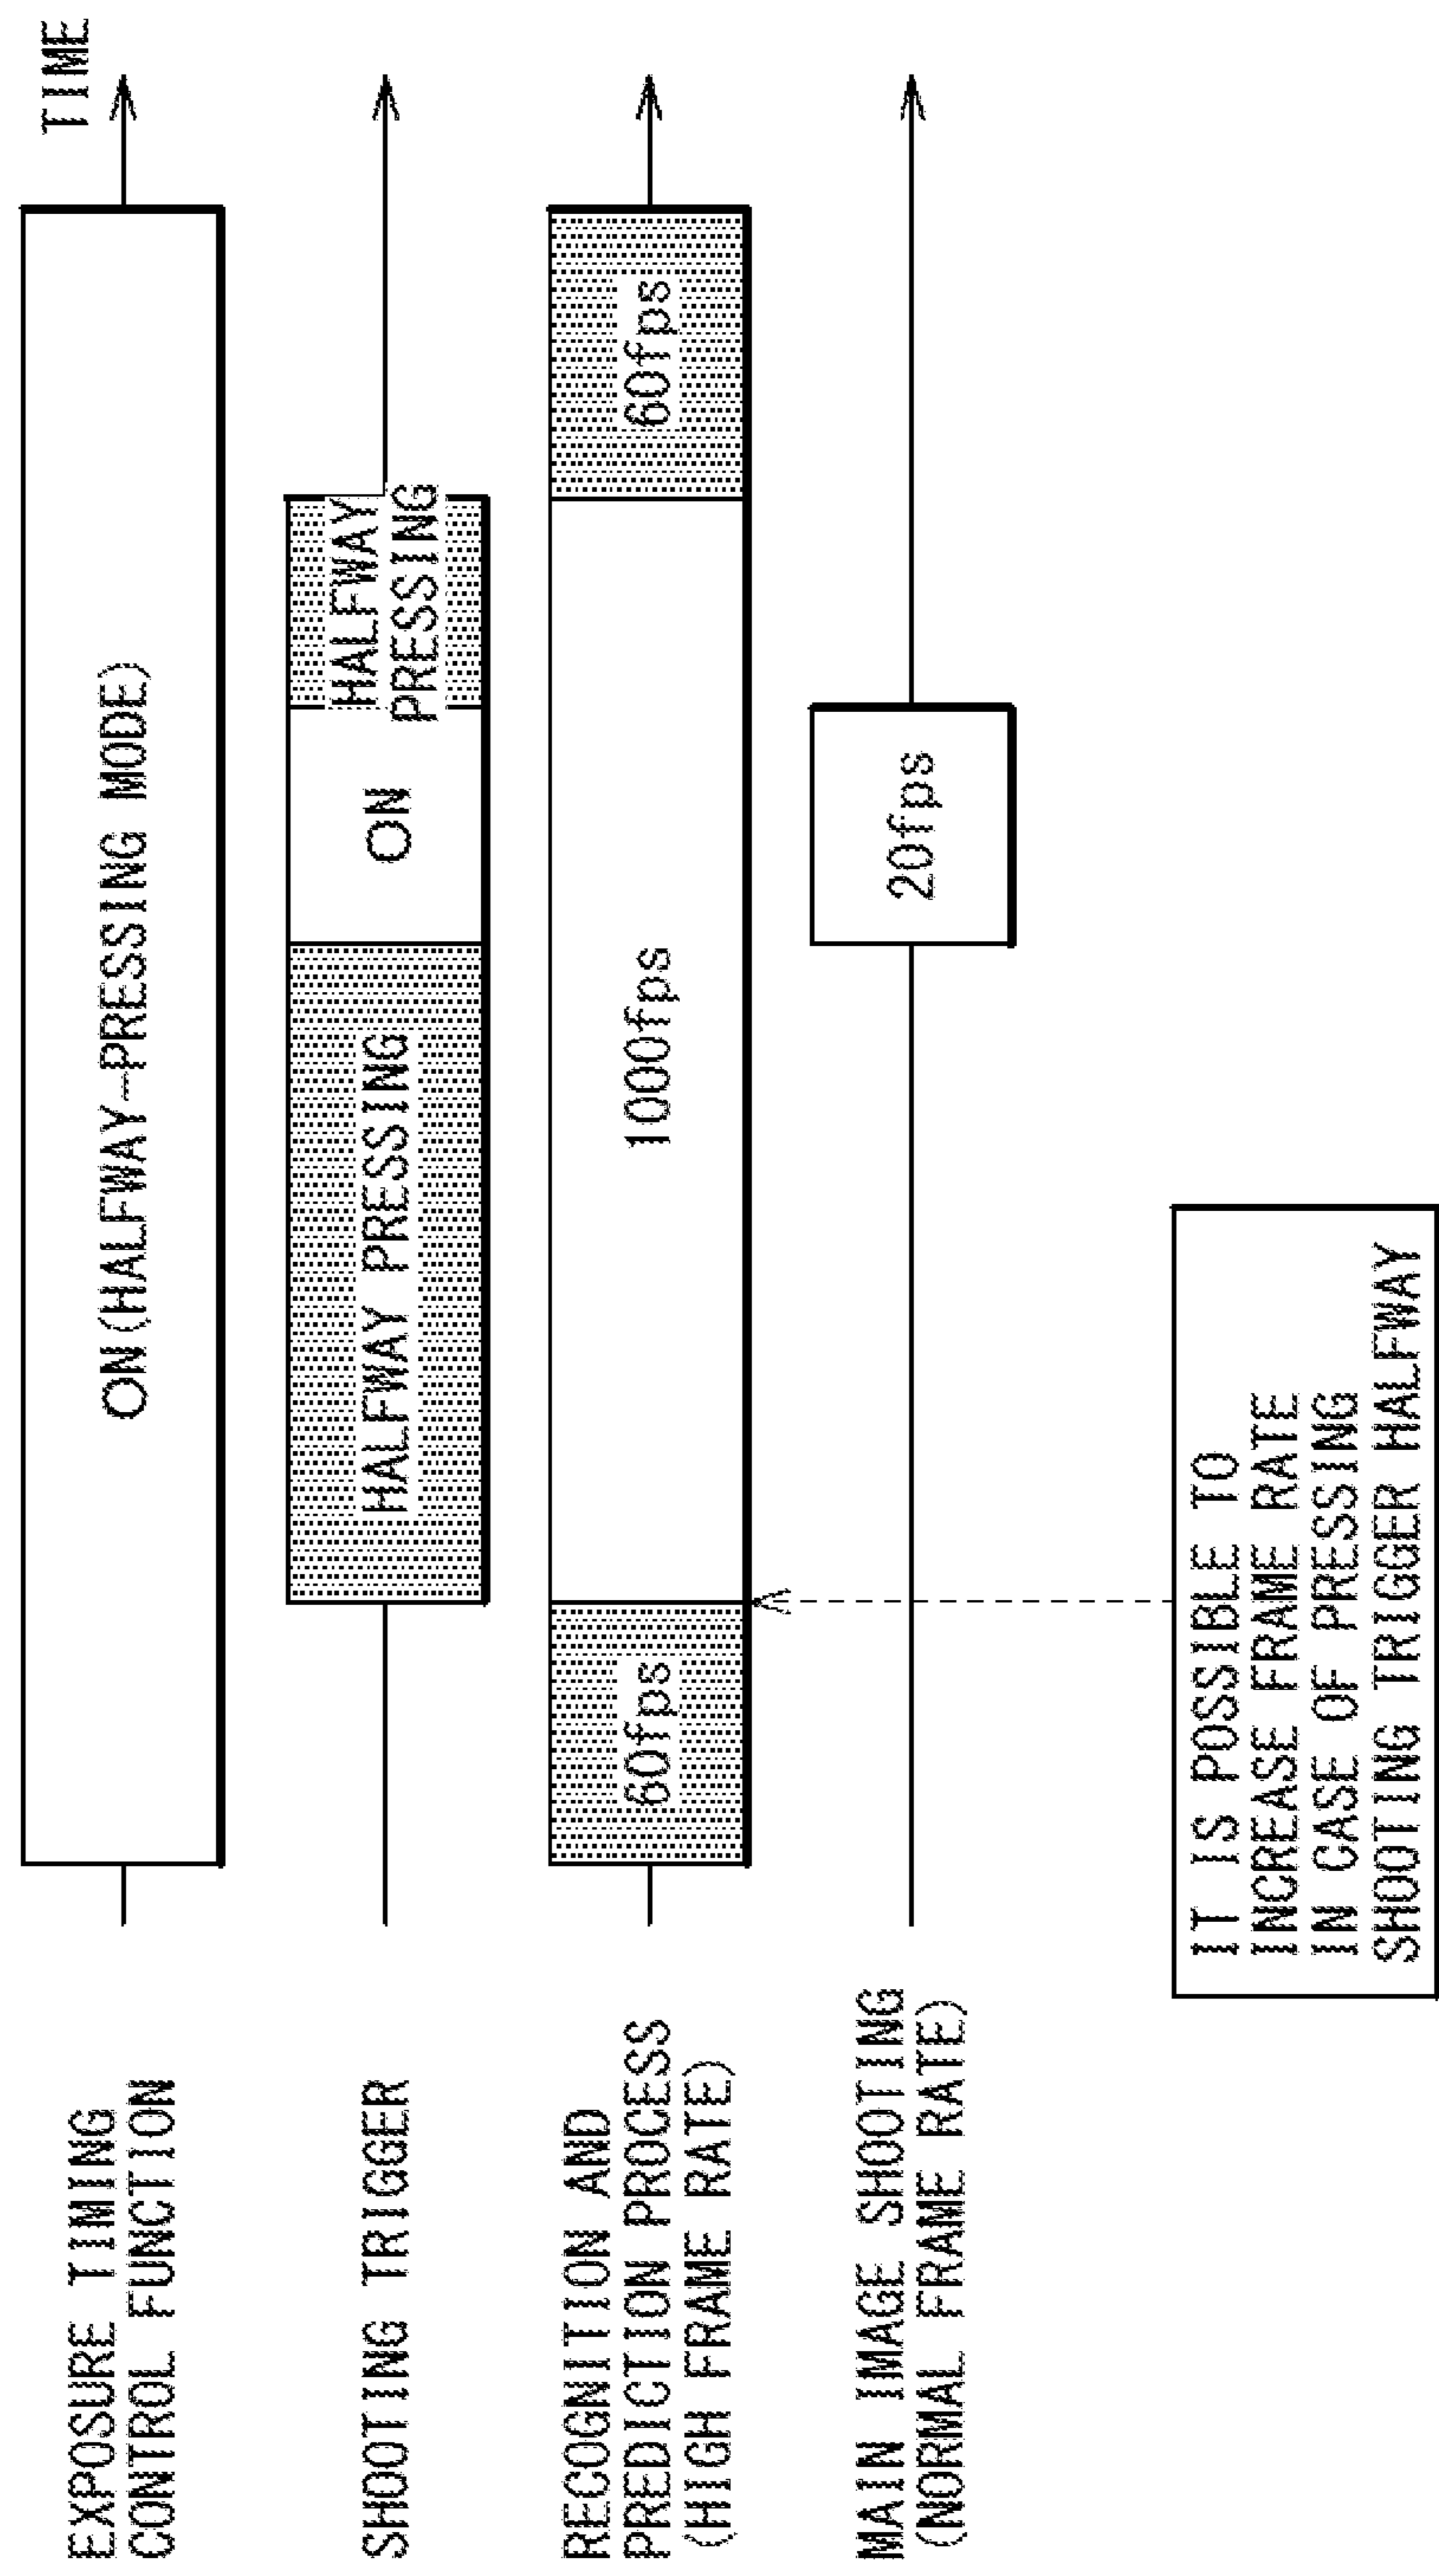 TIME
EXPOSURE TIMING
CONTROL FUNCTION
ON(HALFWAY-PRESSING MODE)
SHOOTING TRIGGER
HALFWAY PRESSING
ON
HALFWAY
PRESSING
RECOGNITION AND
PREDICTION PROCESS
(HIGH FRAME RATE)
60fps
1000fps
60fps
MAIN IMAGE SHOOTING
(NORMAL FRAME RATE)
20fps
IT IS POSSIBLE TO
INCREASE FRAME RATE
IN CASE OF PRESSING
SHOOTING TRIGGER HALFWAY